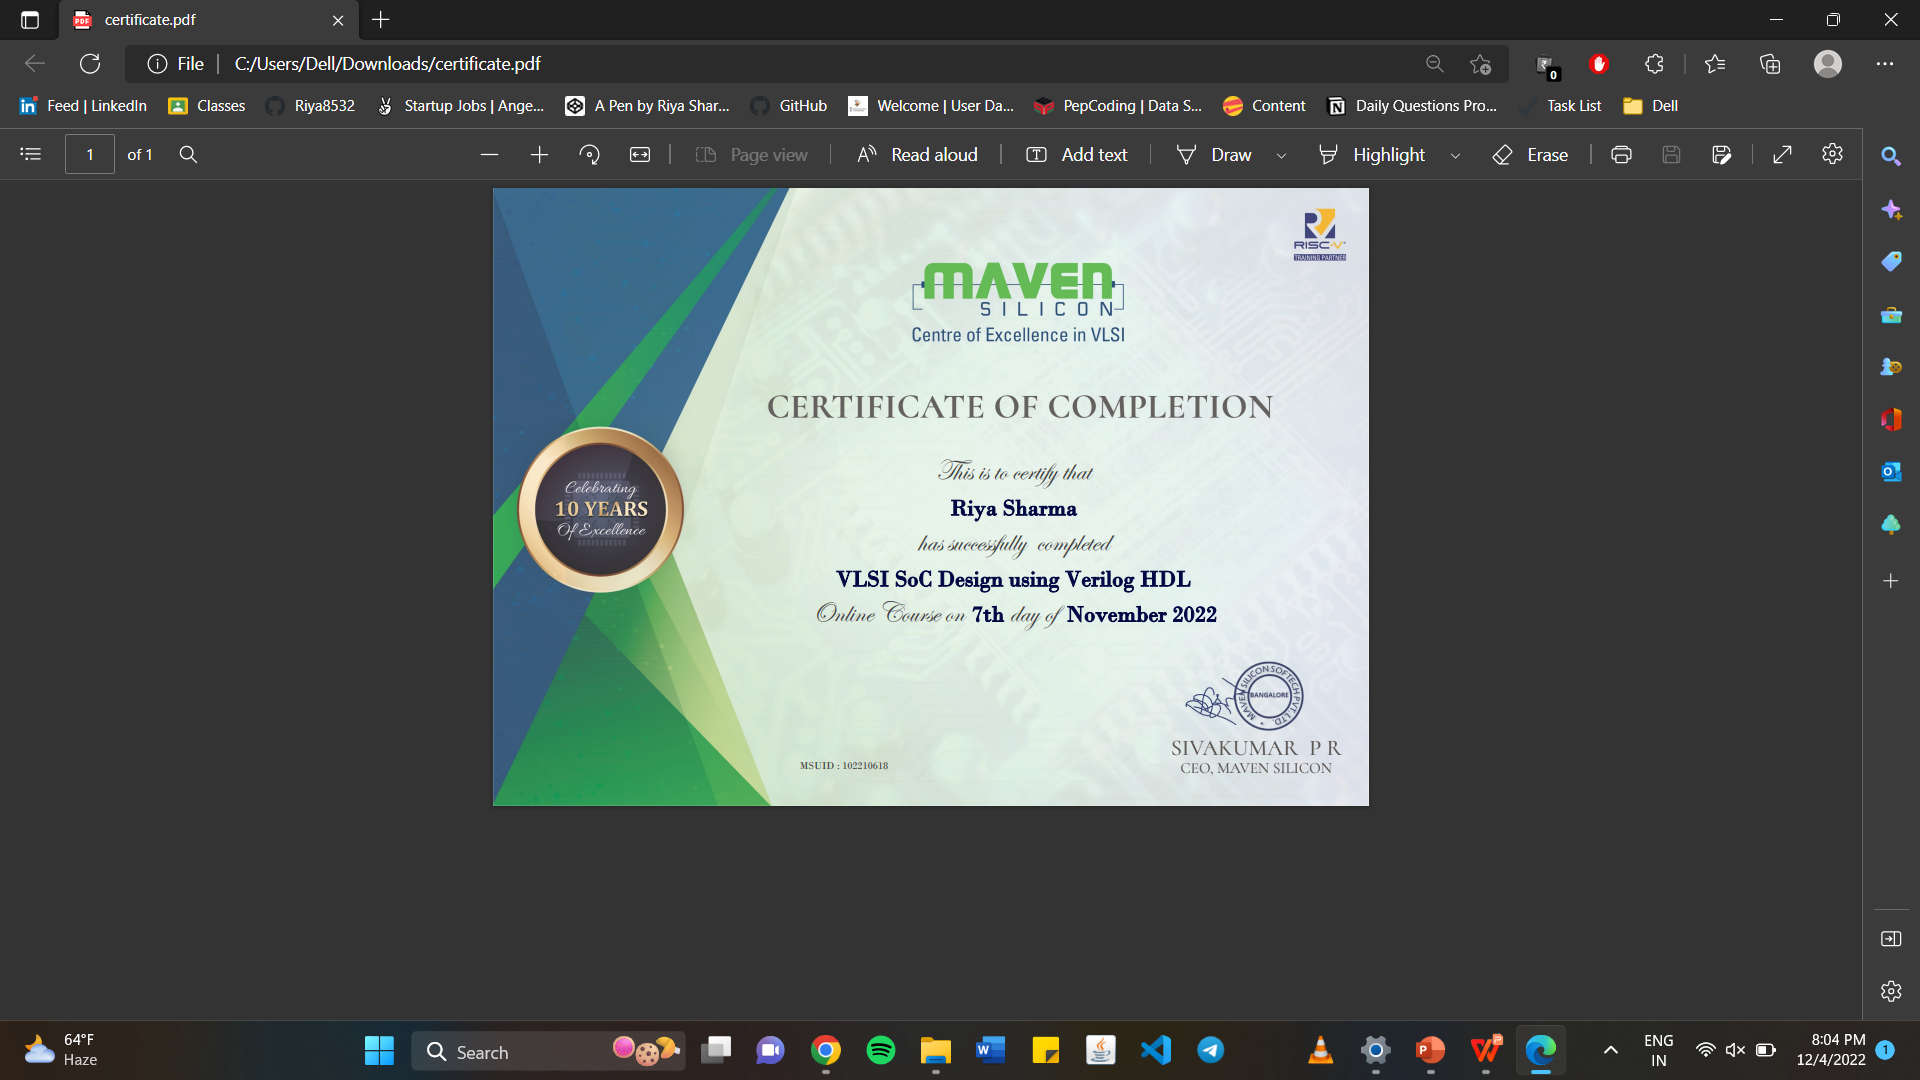 certificate.pdf
File
C:/Users/Dell/Downloads/certificate.pdf
0
Feed | LinkedIn
Classes
Riya8532
Startup Jobs | Ange...
A Pen by Riya Shar...
GitHub
Welcome | User Da...
PepCoding | Data S...
Content
Daily Questions Pro...
Task List
Dell
1
of 1
Page view
Read aloud
Add text
Draw
Highlight
Erase
RISC-V
TRAINING PARTNER
MAVEN
SILICON
Centre of Excellence in VLSI
CERTIFICATE OF COMPLETION
This is to certify that
Riya Sharma
has successfully completed
VLSI SoC Design using Verilog HDL
Online Course on 7th day of November 2022
Celebrating
10 YEARS
Of Excellence
MAVEN SILICON SOFTECH PVT. LTD.
BANGALORE
SIVAKUMAR P R
CEO, MAVEN SILICON
MSUID : 102210618
64°F
Haze
Search
ENG
IN
8:04 PM
12/4/2022
1